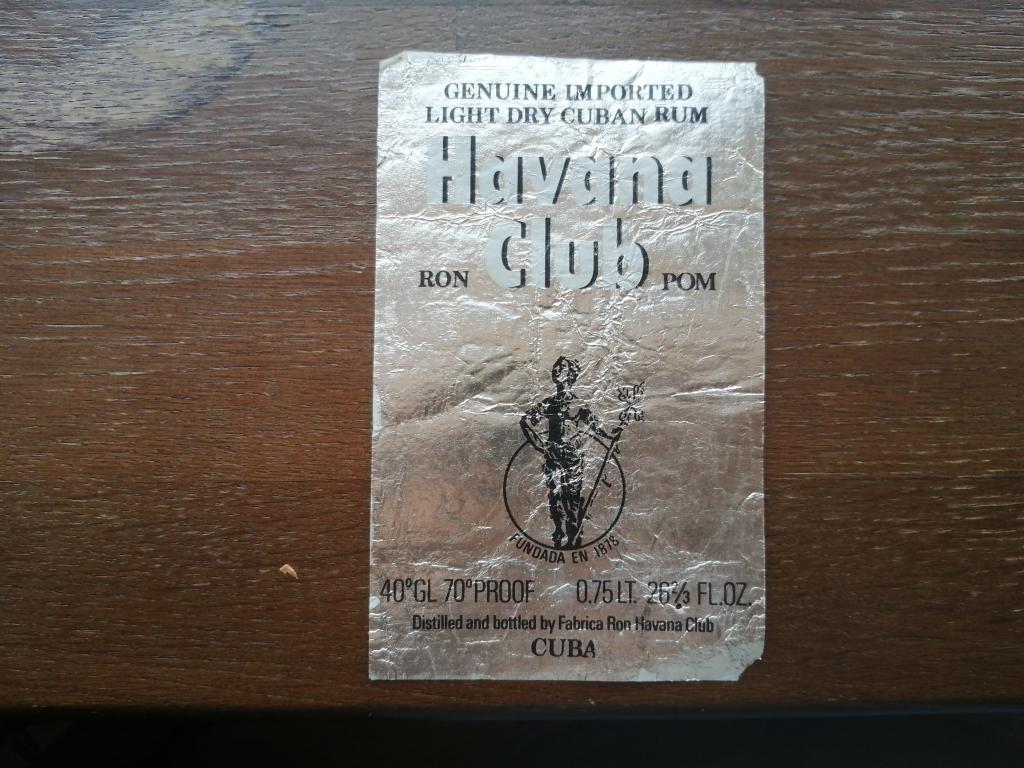 GENUINE IMPORTED
LIGHT DRY CUBAN RUM
Havana
Club
RON POM
FUNDADA EN 1878
40°GL 70°PROOF 0.75 LT. 26⅔ FL.OZ.
Distilled and bottled by Fabrica Ron Havana Club
CUBA